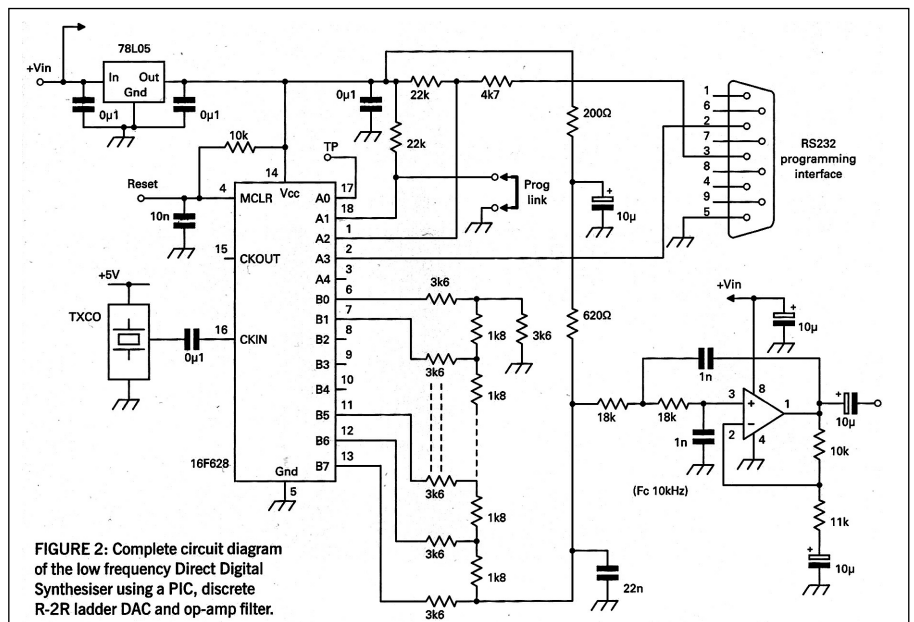 78L05
+Vin
In Out
Gnd
0µ1
0µ1
0µ1
22k
4k7
200Ω
22k
10k
TP
Reset
10n
14
Vcc
4 MCLR
A0 17
A1 18
A2 1
A3 2
A4 3
B0 6
B1 7
B2 8
B3 9
B4 10
B5 11
B6 12
B7 13
15 CKOUT
16 CKIN
+5V
TXCO
0µ1
16F628
Gnd
5
Prog
link
+
10µ
1
6
2
7
3
8
4
9
5
RS232
programming
interface
3k6
1k8
3k6
3k6
1k8
3k6
1k8
3k6
1k8
3k6
620Ω
22n
+Vin
+
10µ
1n
18k
18k
1n
3
+
2
−
8
4
1
+
10µ
10k
11k
+
10µ
(Fc 10kHz)
FIGURE 2: Complete circuit diagram
of the low frequency Direct Digital
Synthesiser using a PIC, discrete
R-2R ladder DAC and op-amp filter.